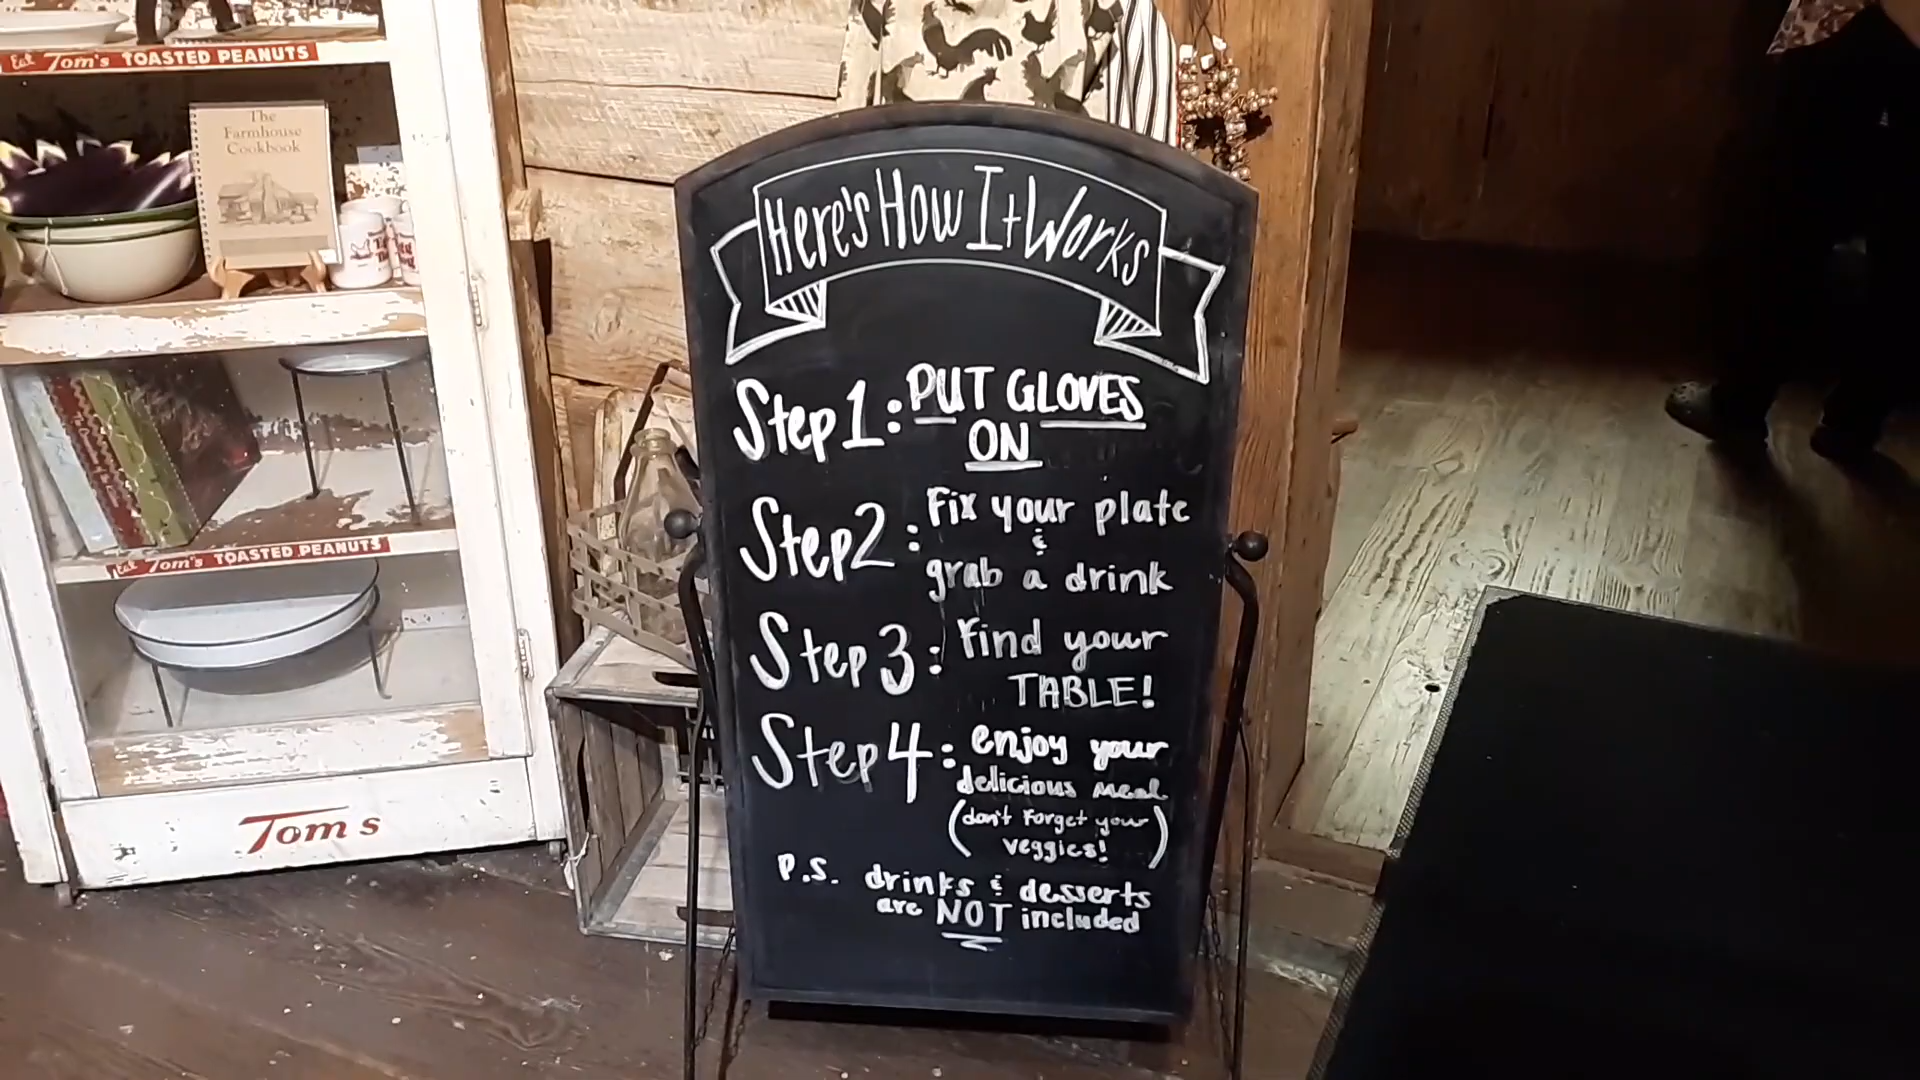 Eat Tom's TOASTED PEANUTS
The
Farmhouse
Cookbook
Eat Tom's TOASTED PEANUTS
Tom's
Here's How It Works
Step 1: PUT GLOVES
ON
Step 2: Fix your plate
&
grab a drink
Step 3: Find your
TABLE!
Step 4: enjoy your
delicious meal
(don't forget your
veggies!)
P.S. drinks & desserts
are NOT included